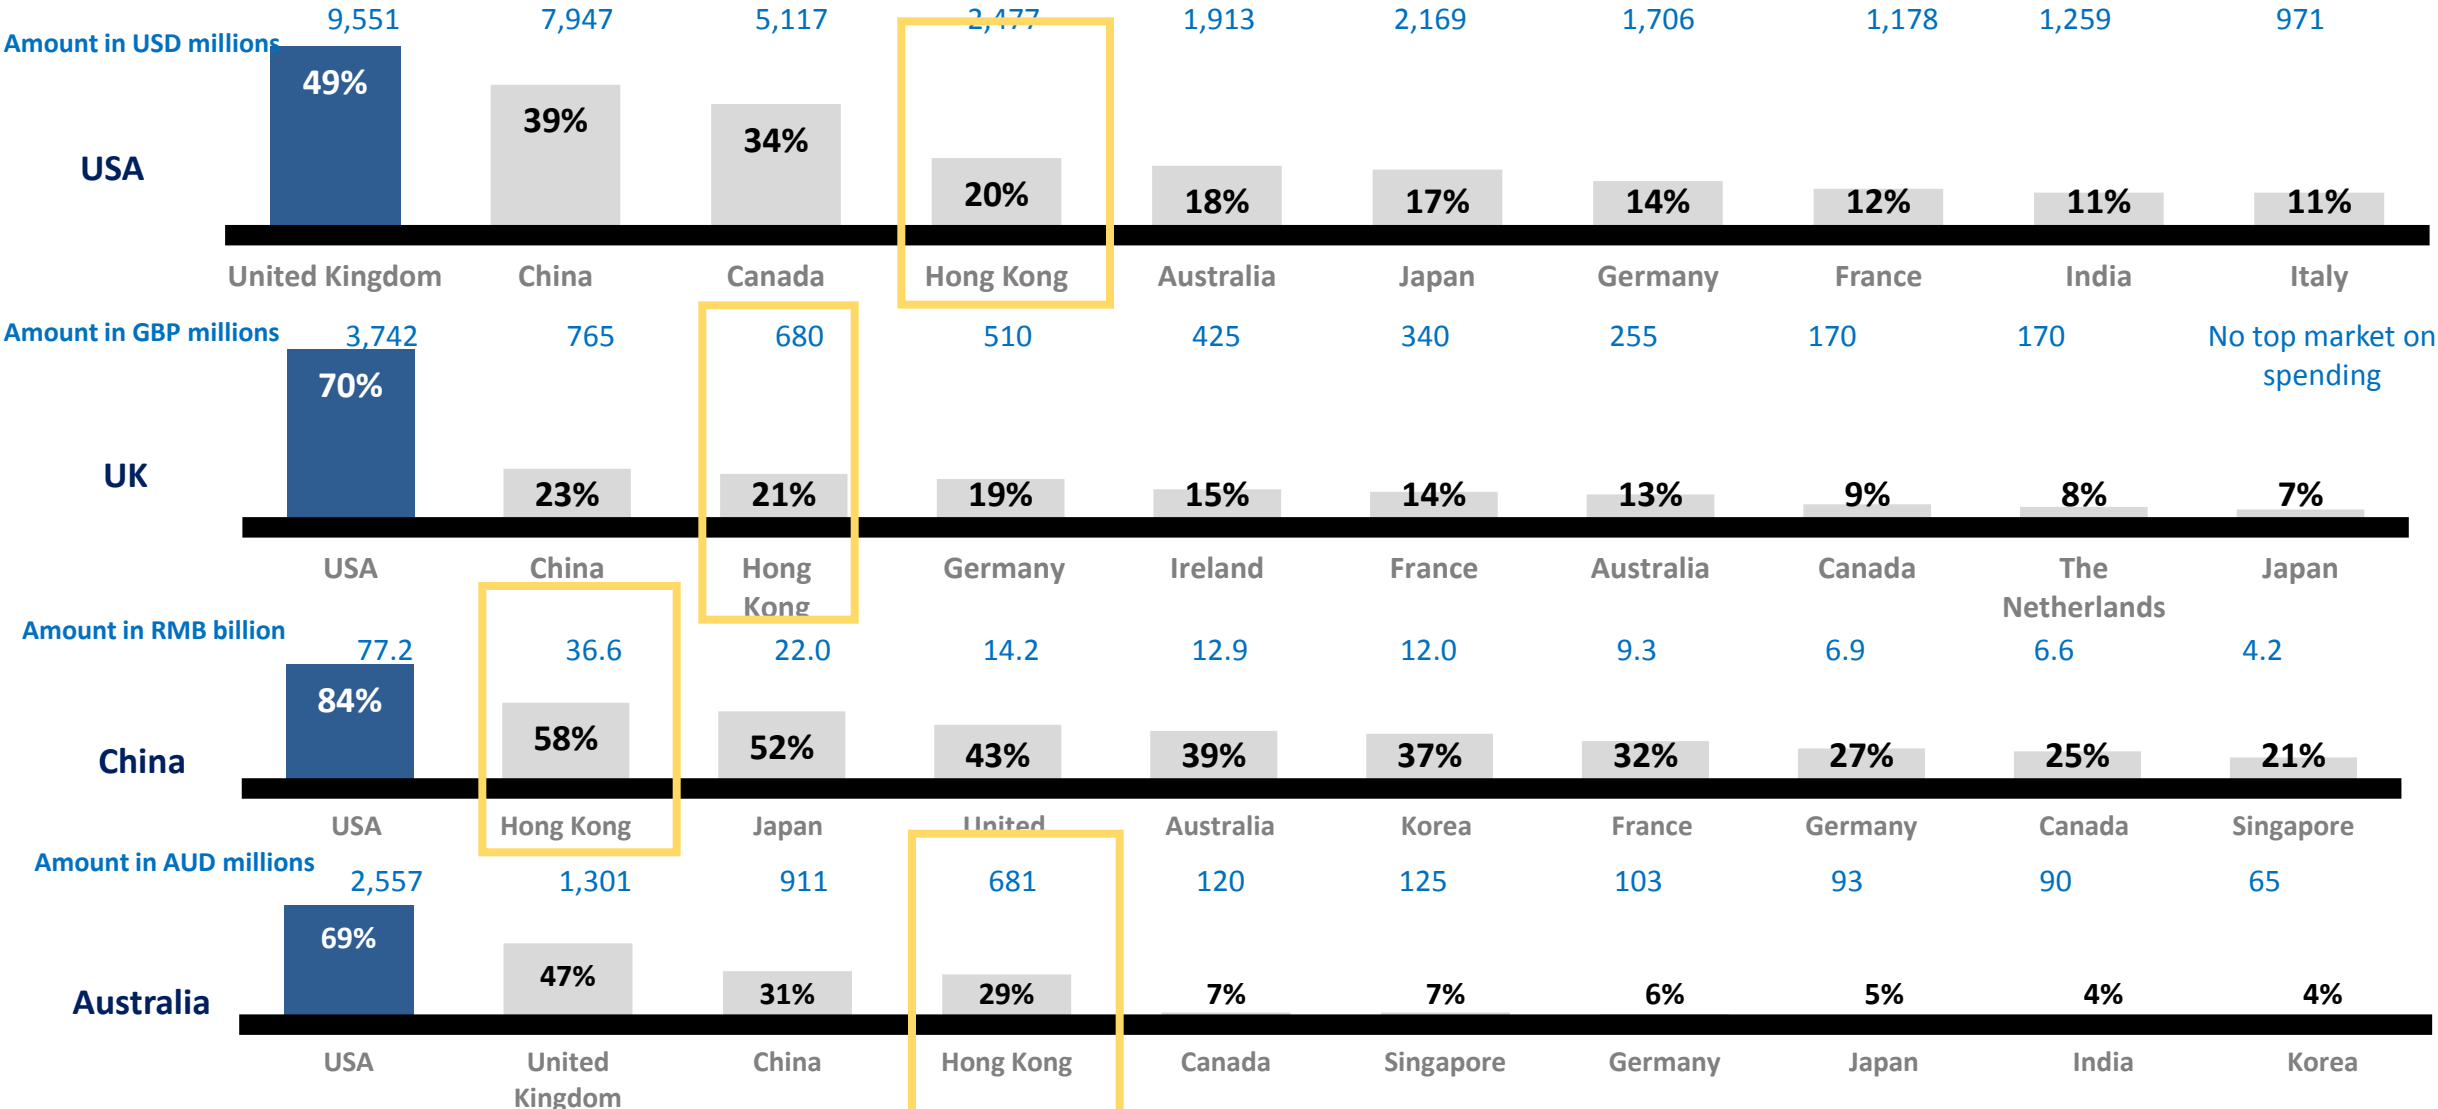 9,551 7,947 5,117 2,477 1,913 2,169 1,706 1,178 1,259 971
Amount in USD millions
49% 39% 34% 20% 18% 17% 14% 12% 11% 11%
USA
United Kingdom China Canada Hong Kong Australia Japan Germany France India Italy
Amount in GBP millions 3,742 765 680 510 425 340 255 170 170 No top market on
spending
70% 23% 21% 19% 15% 14% 13% 9% 8% 7%
UK
USA China Hong Germany Ireland France Australia Canada The Japan
Kong Netherlands
Amount in RMB billion
77.2 36.6 22.0 14.2 12.9 12.0 9.3 6.9 6.6 4.2
84% 58% 52% 43% 39% 37% 32% 27% 25% 21%
China
USA Hong Kong Japan United Australia Korea France Germany Canada Singapore
Amount in AUD millions
2,557 1,301 911 681 120 125 103 93 90 65
69% 47% 31% 29% 7% 7% 6% 5% 4% 4%
Australia
USA United China Hong Kong Canada Singapore Germany Japan India Korea
Kingdom